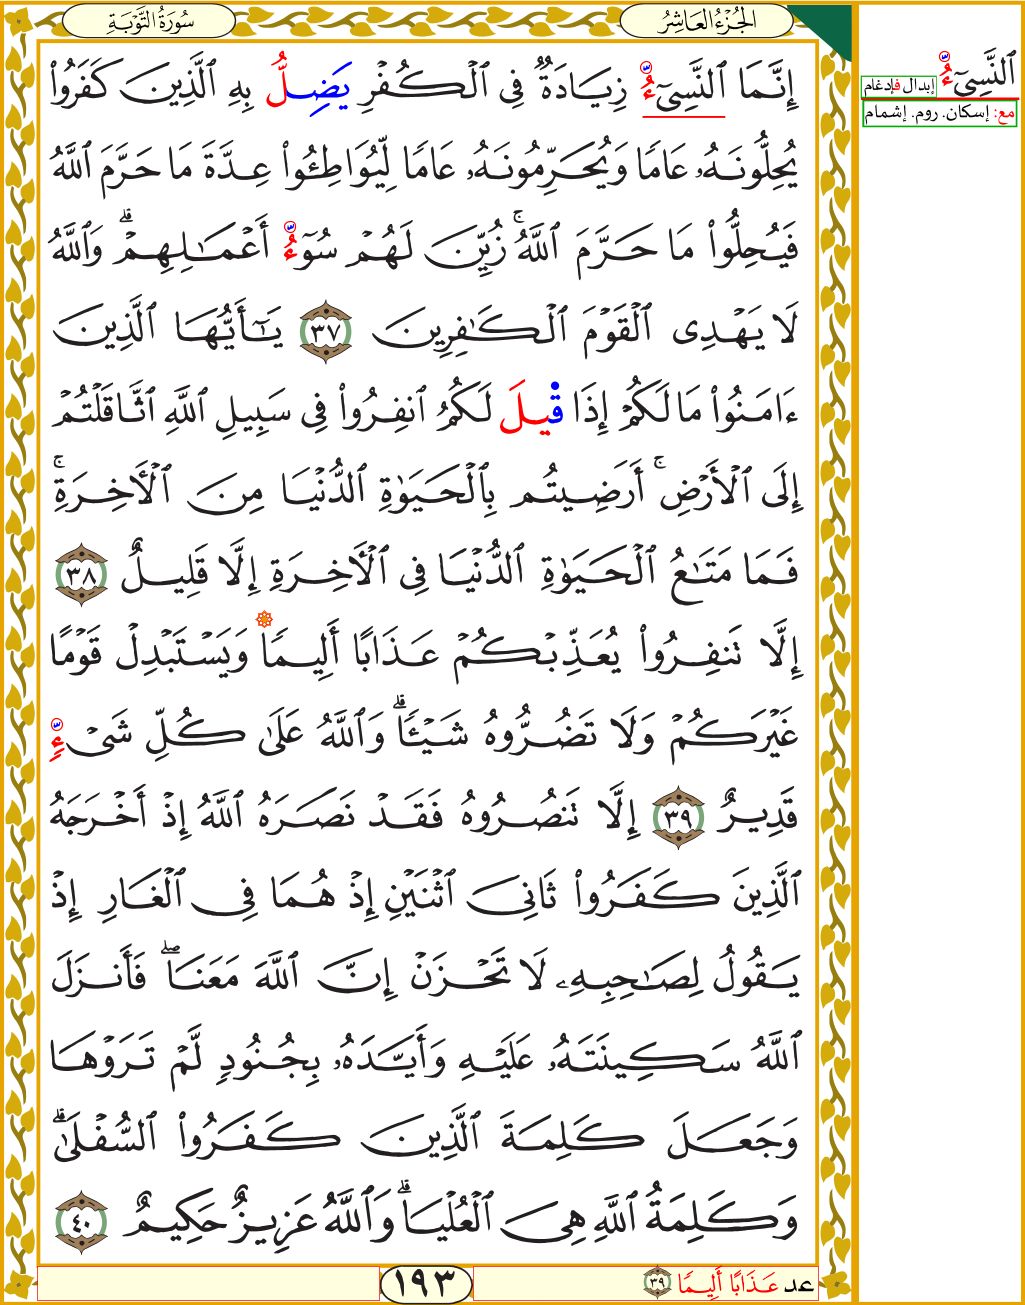 الجُزْءُ العَاشِرُ
سُورَةُ التَّوْبَةِ
إِنَّمَا ٱلنَّسِىٓءُ زِيَادَةٌ فِى ٱلْكُفْرِ يَضِلُّ بِهِ ٱلَّذِينَ كَفَرُوا۟
يُحِلُّونَهُۥ عَامًا وَيُحَرِّمُونَهُۥ عَامًا لِّيُوَاطِـُٔوا۟ عِدَّةَ مَا حَرَّمَ ٱللَّهُ
فَيُحِلُّوا۟ مَا حَرَّمَ ٱللَّهُ ۚ زُيِّنَ لَهُمْ سُوٓءُ أَعْمَـٰلِهِمْ ۗ وَٱللَّهُ
لَا يَهْدِى ٱلْقَوْمَ ٱلْكَـٰفِرِينَ ٣٧ يَـٰٓأَيُّهَا ٱلَّذِينَ
ءَامَنُوا۟ مَا لَكُمْ إِذَا قِيلَ لَكُمُ ٱنفِرُوا۟ فِى سَبِيلِ ٱللَّهِ ٱثَّاقَلْتُمْ
إِلَى ٱلْأَرْضِ ۚ أَرَضِيتُم بِٱلْحَيَوٰةِ ٱلدُّنْيَا مِنَ ٱلْـَٔاخِرَةِ ۚ
فَمَا مَتَـٰعُ ٱلْحَيَوٰةِ ٱلدُّنْيَا فِى ٱلْـَٔاخِرَةِ إِلَّا قَلِيلٌ ٣٨
إِلَّا تَنفِرُوا۟ يُعَذِّبْكُمْ عَذَابًا أَلِيمًا وَيَسْتَبْدِلْ قَوْمًا
غَيْرَكُمْ وَلَا تَضُرُّوهُ شَيْـًٔا ۗ وَٱللَّهُ عَلَىٰ كُلِّ شَىْءٍ
قَدِيرٌ ٣٩ إِلَّا تَنصُرُوهُ فَقَدْ نَصَرَهُ ٱللَّهُ إِذْ أَخْرَجَهُ
ٱلَّذِينَ كَفَرُوا۟ ثَانِىَ ٱثْنَيْنِ إِذْ هُمَا فِى ٱلْغَارِ إِذْ
يَقُولُ لِصَـٰحِبِهِۦ لَا تَحْزَنْ إِنَّ ٱللَّهَ مَعَنَا ۖ فَأَنزَلَ
ٱللَّهُ سَكِينَتَهُۥ عَلَيْهِ وَأَيَّدَهُۥ بِجُنُودٍ لَّمْ تَرَوْهَا
وَجَعَلَ كَلِمَةَ ٱلَّذِينَ كَفَرُوا۟ ٱلسُّفْلَىٰ ۗ
وَكَلِمَةُ ٱللَّهِ هِىَ ٱلْعُلْيَا ۗ وَٱللَّهُ عَزِيزٌ حَكِيمٌ ٤٠
عد عَذَابًا أَلِيمًا ٣٩
١٩٣
ٱلنَّسِىٓءُ إبدال فإدغام
مع: إسكان. روم. إشمام